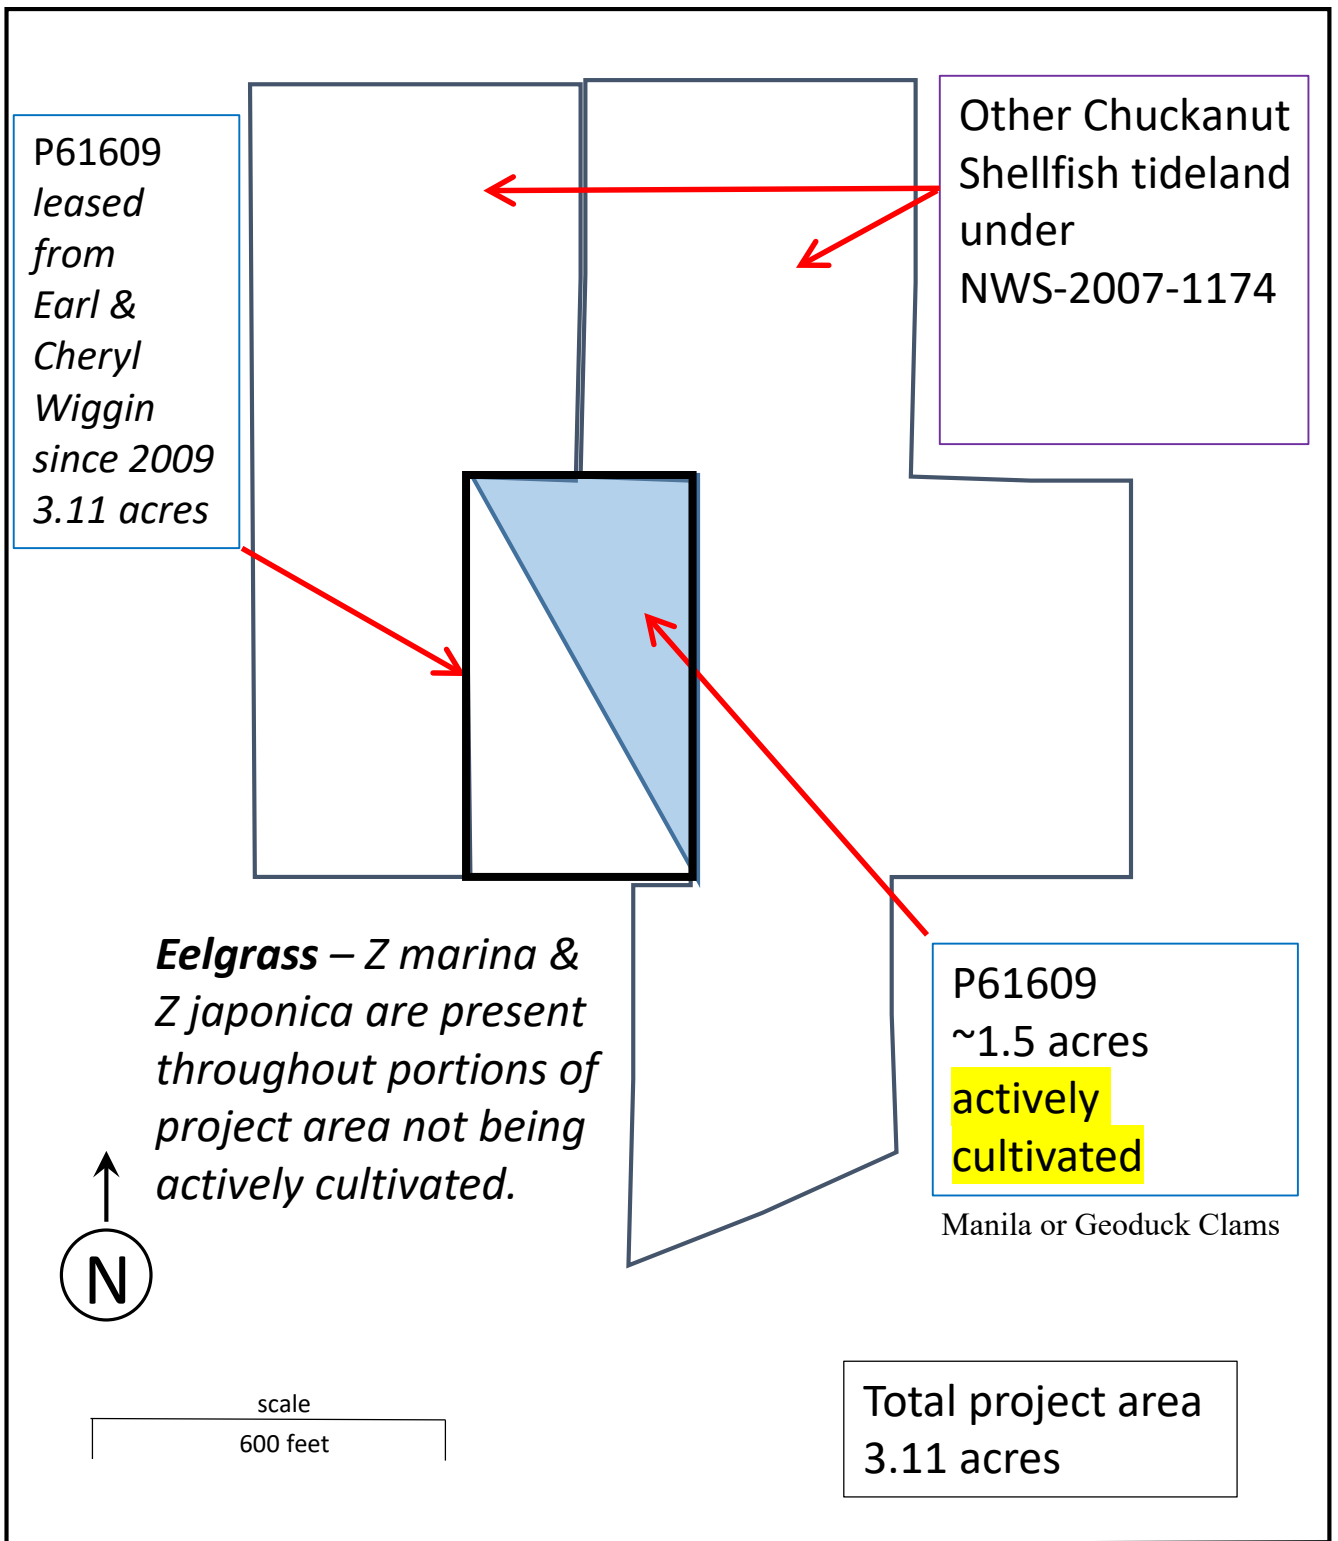 P61609
leased
from
Earl &
Cheryl
Wiggin
since 2009
3.11 acres
Other Chuckanut
Shellfish tideland
under
NWS-2007-1174
Eelgrass – Z marina &
Z japonica are present
throughout portions of
project area not being
actively cultivated.
P61609
~1.5 acres
actively
cultivated
Manila or Geoduck Clams
N
scale
600 feet
Total project area
3.11 acres